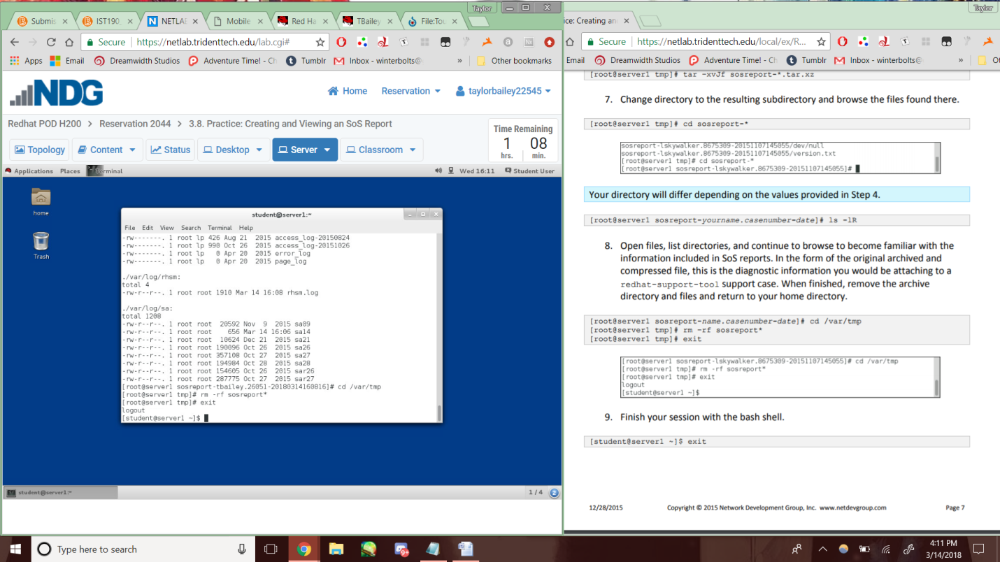 Taylor
Submis
IST190_
NETLAB
Mobile
Red Ha
TBailey
File:Tou
Secure https://netlab.tridenttech.edu/lab.cgi#
Apps Email Dreamwidth Studios Adventure Time! - Ch Tumblr Inbox - winterbolts@ » Other bookmarks
NDG
Home Reservation taylorbailey22545
Redhat POD H200 > Reservation 2044 > 3.8. Practice: Creating and Viewing an SoS Report
Time Remaining
1 08
hrs. min.
Topology Content Status Desktop Server Classroom
Applications Places Terminal Wed 16:11 Student User
home
Trash
student@server1:~
File Edit View Search Terminal Help
-rw-------. 1 root lp 426 Aug 21 2015 access_log-20150824
-rw-------. 1 root lp 990 Oct 26 2015 access_log-20151026
-rw-------. 1 root lp 0 Apr 20 2015 error_log
-rw-------. 1 root lp 0 Apr 20 2015 page_log
./var/log/rhsm:
total 4
-rw-r--r--. 1 root root 1910 Mar 14 16:08 rhsm.log
./var/log/sa:
total 1208
-rw-r--r--. 1 root root 20592 Nov 9 2015 sa09
-rw-r--r--. 1 root root 656 Mar 14 16:06 sa14
-rw-r--r--. 1 root root 10624 Dec 21 2015 sa21
-rw-r--r--. 1 root root 190096 Oct 26 2015 sa26
-rw-r--r--. 1 root root 357108 Oct 27 2015 sa27
-rw-r--r--. 1 root root 194984 Oct 28 2015 sa28
-rw-r--r--. 1 root root 154605 Oct 26 2015 sar26
-rw-r--r--. 1 root root 287775 Oct 27 2015 sar27
[root@server1 sosreport-tbailey.26051-20180314160816]# cd /var/tmp
[root@server1 tmp]# rm -rf sosreport*
[root@server1 tmp]# exit
logout
[student@server1 ~]$
student@server1:~
1 / 4
2
Taylor
ice: Creating an
Secure https://netlab.tridenttech.edu/local/ex/R...
Email Dreamwidth Studios Adventure Time! - Ch Tumblr Inbox - winterbolts@ » Ot
[root@server1 tmp]# tar -xvJf sosreport-*.tar.xz
7. Change directory to the resulting subdirectory and browse the files found there.
[root@server1 tmp]# cd sosreport-*
sosreport-lskywalker.8675309-20151107145055/dev/null
sosreport-lskywalker.8675309-20151107145055/version.txt
[root@server1 tmp]# cd sosreport-*
[root@server1 sosreport-lskywalker.8675309-20151107145055]#
Your directory will differ depending on the values provided in Step 4.
[root@server1 sosreport-yourname.casenumber-date]# ls -lR
8. Open files, list directories, and continue to browse to become familiar with the
information included in SoS reports. In the form of the original archived and
compressed file, this is the diagnostic information you would be attaching to a
redhat-support-tool support case. When finished, remove the archive
directory and files and return to your home directory.
[root@server1 sosreport-name.casenumber-date]# cd /var/tmp
[root@server1 tmp]# rm -rf sosreport*
[root@server1 tmp]# exit
[root@server1 sosreport-lskywalker.8675309-20151107145055]# cd /var/tmp
[root@server1 tmp]# rm -rf sosreport*
[root@server1 tmp]# exit
logout
[student@server1 ~]$
9. Finish your session with the bash shell.
[student@server1 ~]$ exit
12/28/2015 Copyright © 2015 Network Development Group, Inc. www.netdevgroup.com Page 7
Type here to search
9+
4:11 PM
3/14/2018